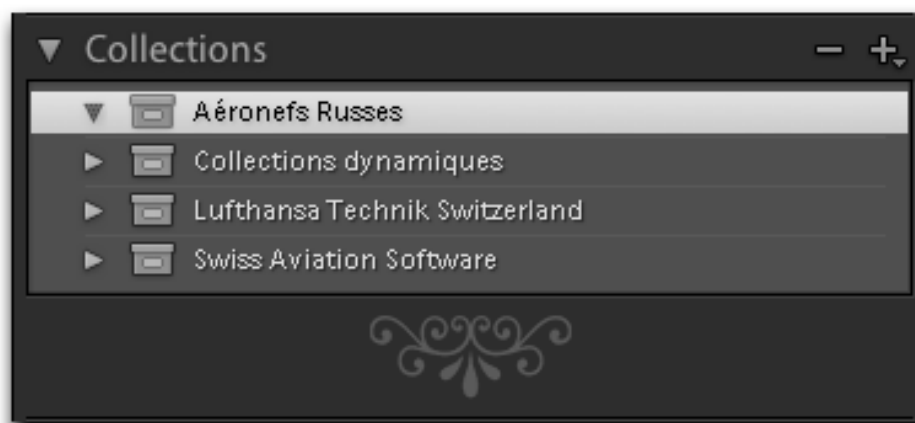 Collections
Aéronefs Russes
Collections dynamiques
Lufthansa Technik Switzerland
Swiss Aviation Software